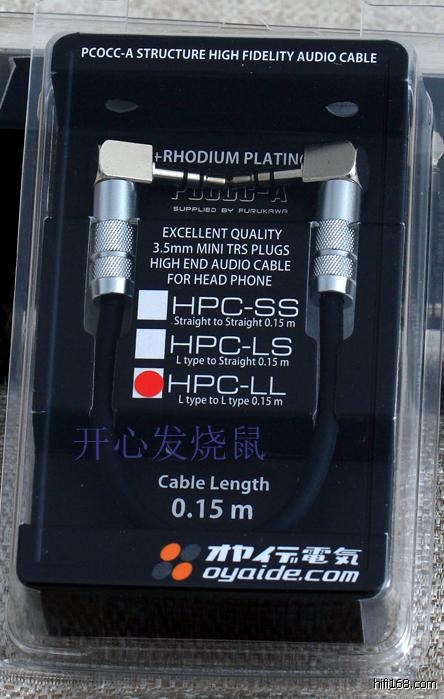 PCOCC-A STRUCTURE HIGH FIDELITY AUDIO CABLE
+RHODIUM PLATING
PCOCC-A
SUPPLIED BY FURUKAWA
EXCELLENT QUALITY
3.5mm MINI TRS PLUGS
HIGH END AUDIO CABLE
FOR HEAD PHONE
HPC-SS
Straight to Straight 0.15 m
HPC-LS
L type to Straight 0.15 m
HPC-LL
L type to L type 0.15 m
开心发烧鼠
Cable Length
0.15 m
オヤイデ電気
oyaide.com
hifi168.com